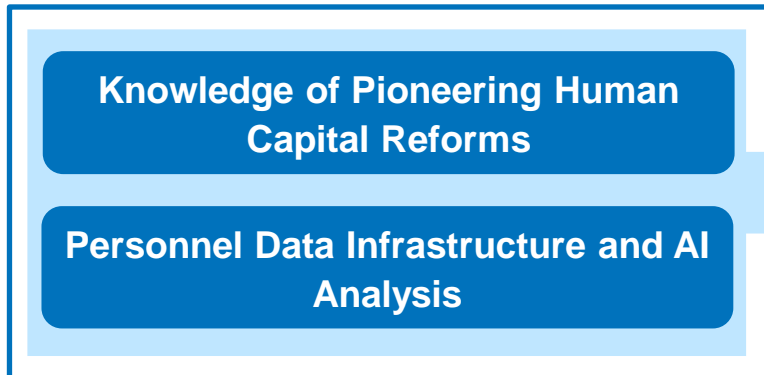 Knowledge of Pioneering Human
Capital Reforms
Personnel Data Infrastructure and AI
Analysis